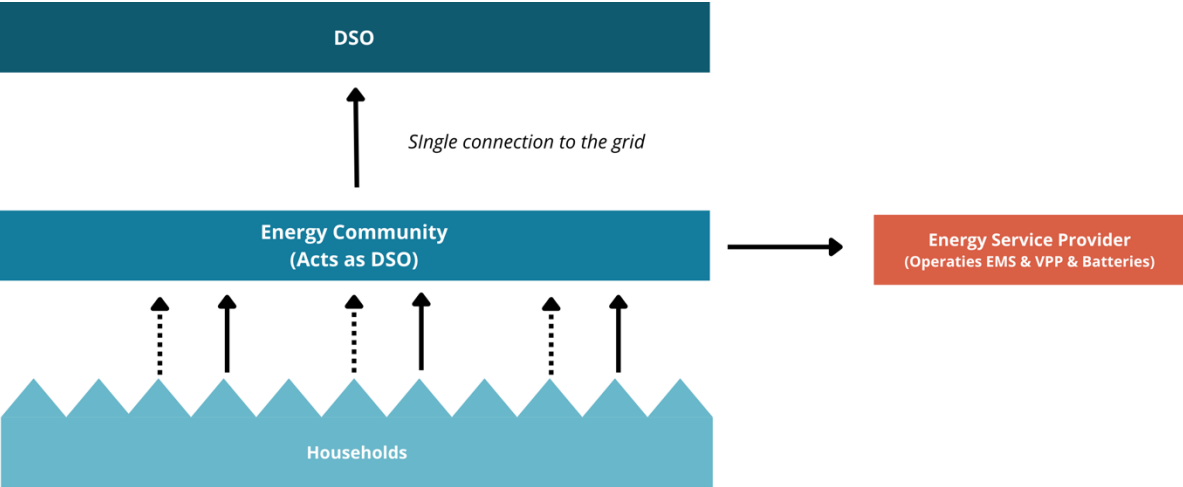 DSO
SIngle connection to the grid
Energy Community
(Acts as DSO)
Energy Service Provider
(Operaties EMS & VPP & Batteries)
Households